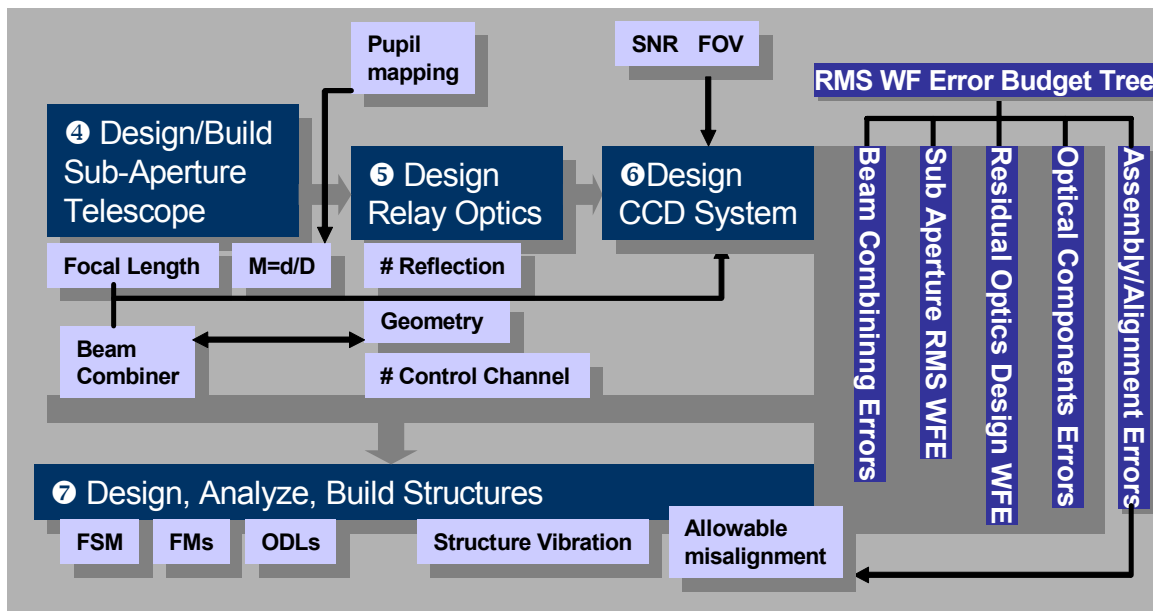 Pupil
mapping
SNR FOV
RMS WF Error Budget Tree
❹ Design/Build
Sub-Aperture
Telescope
❺ Design
Relay Optics
❻Design
CCD System
Focal Length
M=d/D
# Reflection
Geometry
Beam
Combiner
# Control Channel
Beam Combininng Errors
Sub Aperture RMS WFE
Residual Optics Design WFE
Optical Components Errors
Assembly/Alignment Errors
❼ Design, Analyze, Build Structures
FSM
FMs
ODLs
Structure Vibration
Allowable
misalignment